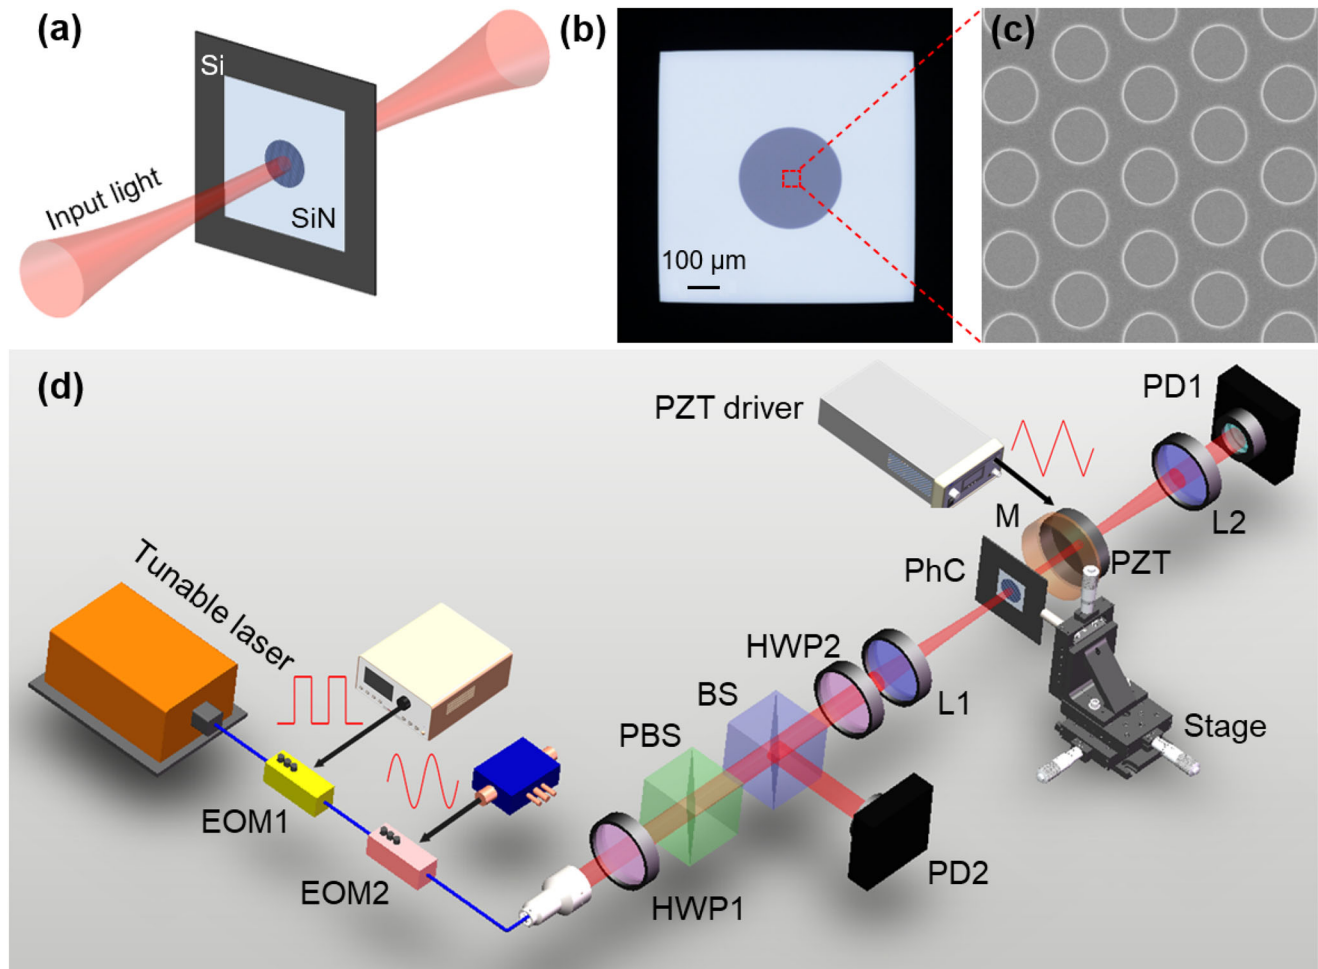 (a)
Si
Input light
SiN
(b)
100 μm
(c)
(d)
PZT driver
PD1
L2
M
PZT
PhC
Tunable laser
HWP2
BS
L1
Stage
PBS
EOM1
EOM2
HWP1
PD2